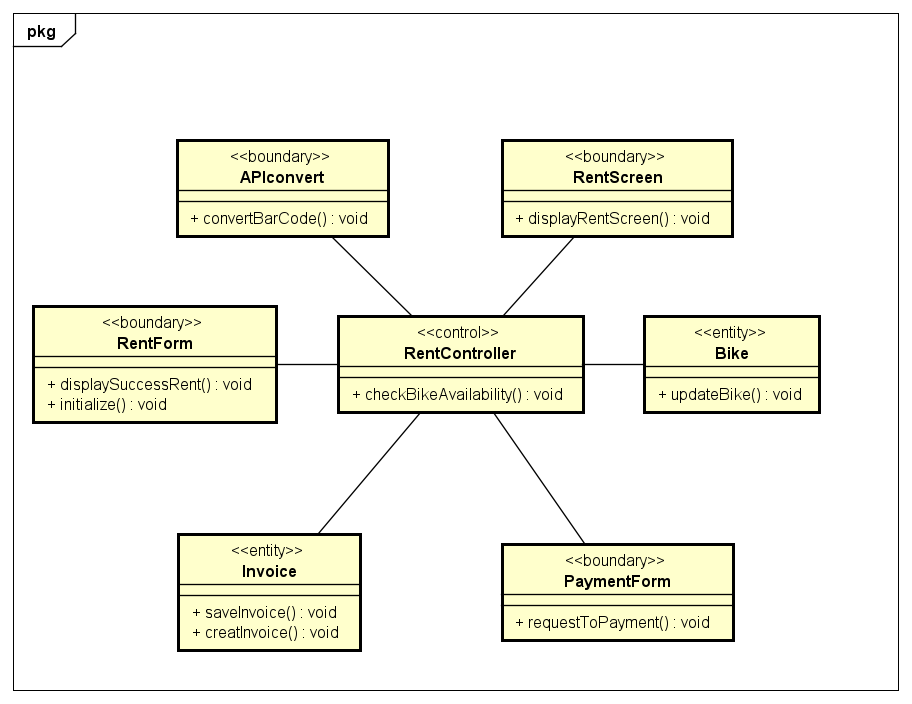 pkg
<<boundary>>
APIconvert
+ convertBarCode() : void
<<boundary>>
RentScreen
+ displayRentScreen() : void
<<boundary>>
RentForm
+ displaySuccessRent() : void
+ initialize() : void
<<control>>
RentController
+ checkBikeAvailability() : void
<<entity>>
Bike
+ updateBike() : void
<<entity>>
Invoice
+ saveInvoice() : void
+ creatInvoice() : void
<<boundary>>
PaymentForm
+ requestToPayment() : void